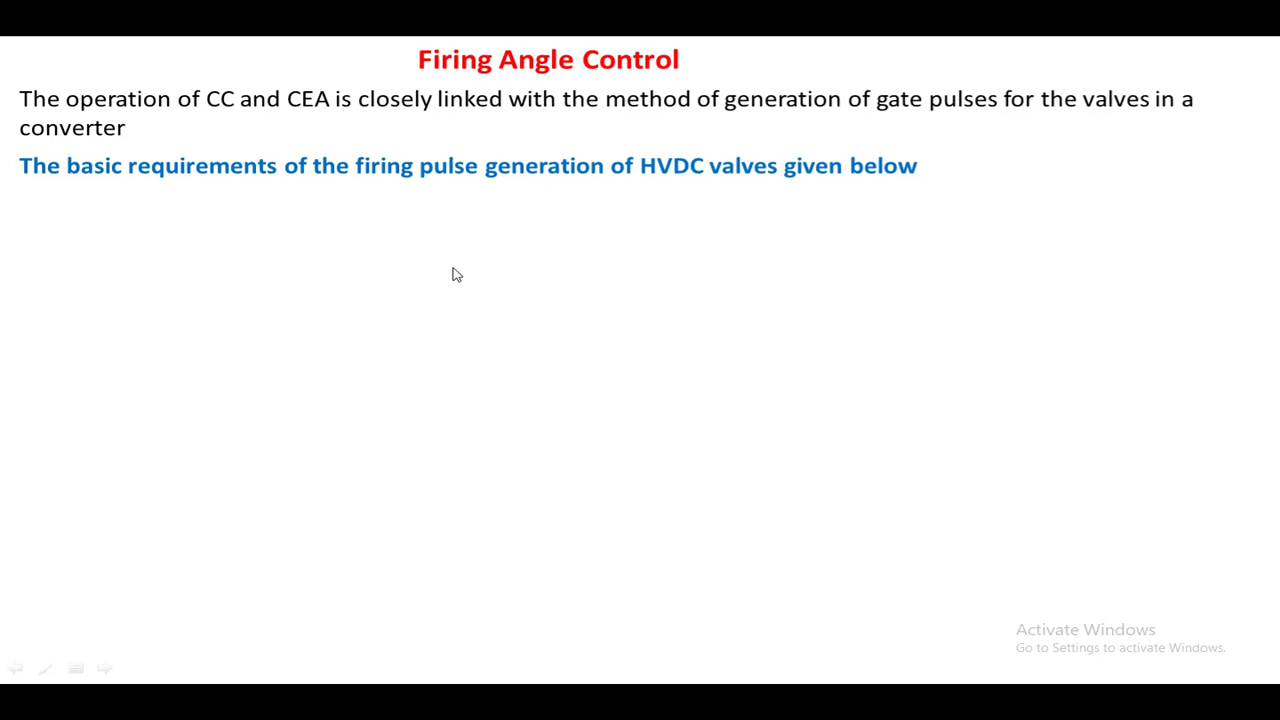 Firing Angle Control
The operation of CC and CEA is closely linked with the method of generation of gate pulses for the valves in a
converter
The basic requirements of the firing pulse generation of HVDC valves given below
Activate Windows
Go to Settings to activate Windows.